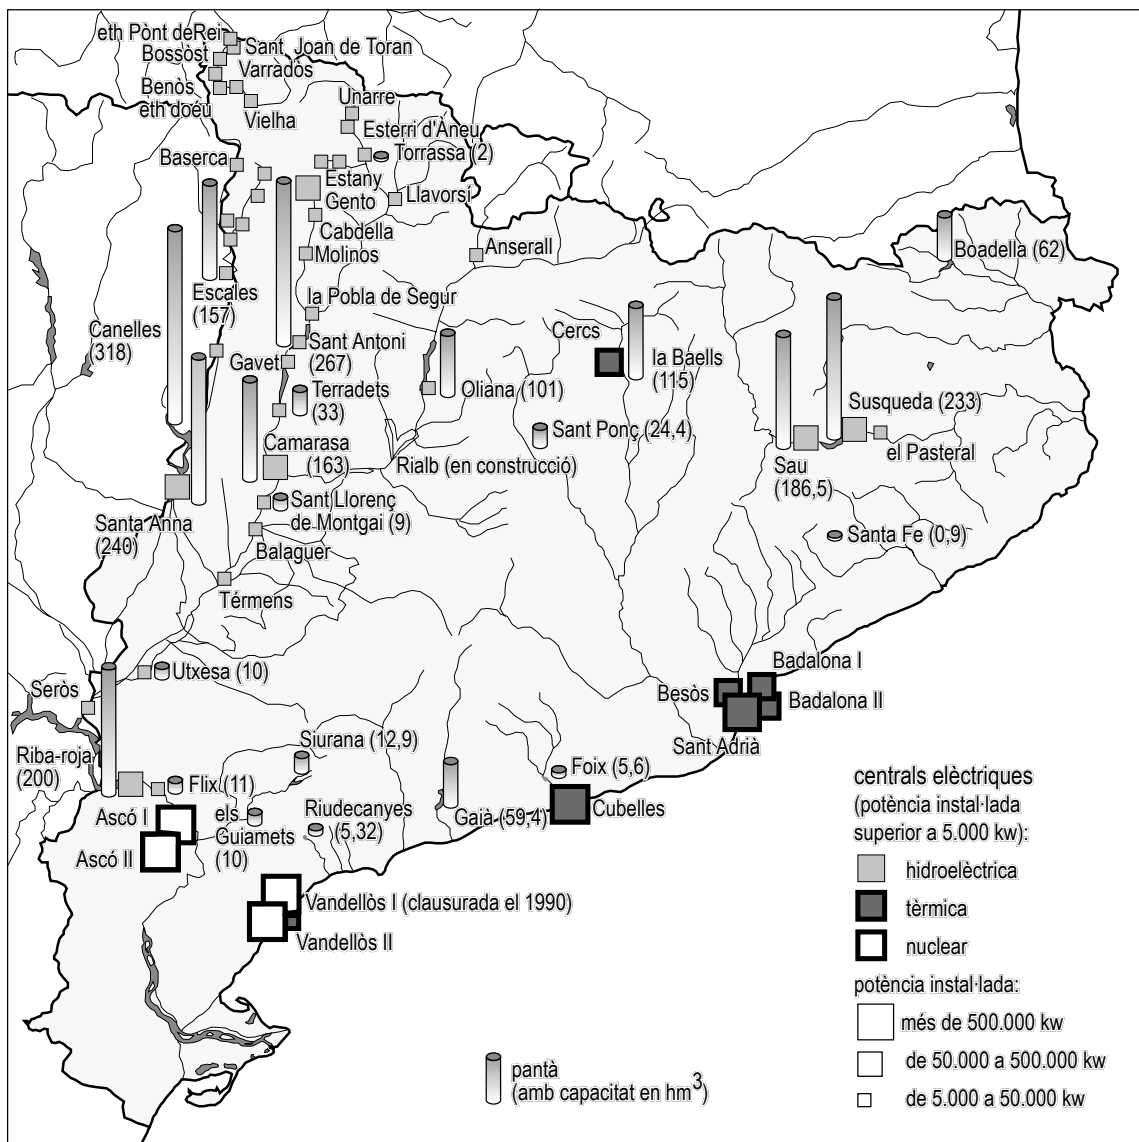 eth Pònt deRei
Bossòst
Sant Joan de Toran
Varradòs
Benòs
eth doéu
Vielha
Unarre
Esterri d'Àneu
Torrassa (2)
Baserca
Estany
Gento
Llavorsí
Cabdella
Molinos
Anserall
Boadella (62)
Escales
(157)
la Pobla de Segur
Canelles
(318)
Sant Antoni
(267)
Gavet
Cercs
la Baells
(115)
Terradets
(33)
Oliana (101)
Susqueda (233)
Sant Ponç (24,4)
el Pasteral
Camarasa
(163)
Rialb (en construcció)
Sau
(186,5)
Santa Anna
(240)
Sant Llorenç
de Montgai (9)
Santa Fe (0,9)
Balaguer
Térmens
Utxesa (10)
Seròs
Badalona I
Besòs
Badalona II
Sant Adrià
Siurana (12,9)
Riba-roja
(200)
Flix (11)
Foix (5,6)
Ascó I
els
Guiamets
(10)
Riudecanyes
(5,32)
Gaià (59,4)
Cubelles
Ascó II
Vandellòs I (clausurada el 1990)
Vandellòs II
centrals elèctriques
(potència instal·lada
superior a 5.000 kw):
hidroelèctrica
tèrmica
nuclear
potència instal·lada:
més de 500.000 kw
de 50.000 a 500.000 kw
de 5.000 a 50.000 kw
pantà
(amb capacitat en hm³)